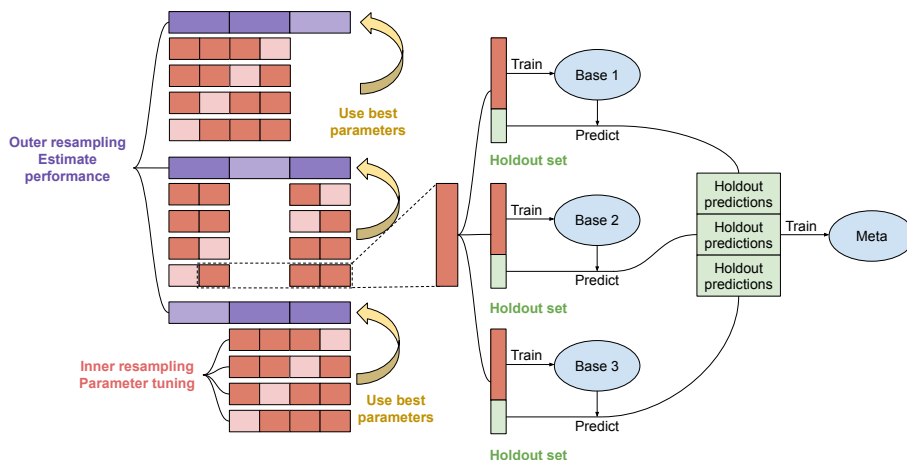 Outer resampling
Estimate
performance
Use best
parameters
Inner resampling
Parameter tuning
Use best
parameters
Train
Base 1
Predict
Holdout set
Train
Base 2
Predict
Holdout set
Train
Base 3
Predict
Holdout set
Holdout
predictions
Holdout
predictions
Holdout
predictions
Train
Meta